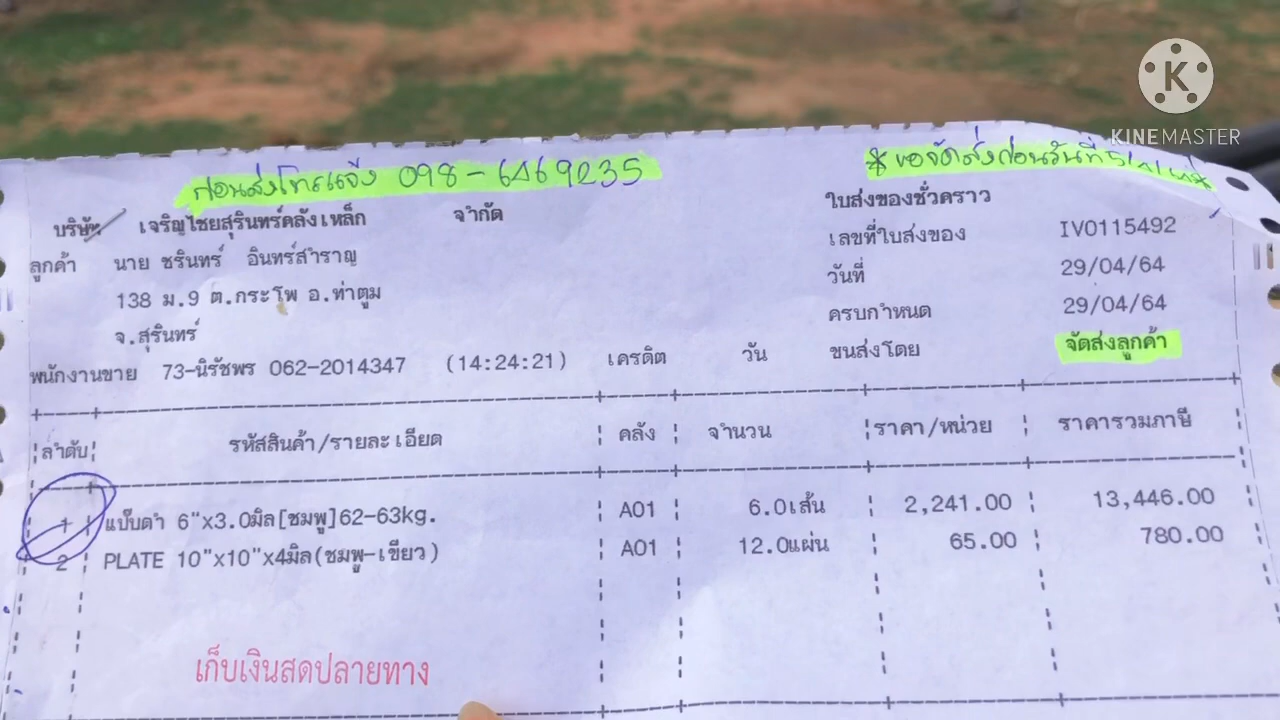 KINEMASTER
ก่อนส่งโทรแจ้ง 098-6469235
*ขอจัดส่งก่อนวันที่
บริษัท เจริญไชยสุรินทร์คลังเหล็ก จำกัด
ใบส่งของชั่วคราว
ลูกค้า นาย ชรินทร์ อินทร์สำราญ
เลขที่ใบส่งของ IV0115492
138 ม.9 ต.กระโพ อ.ท่าตูม
วันที่ 29/04/64
จ.สุรินทร์
ครบกำหนด 29/04/64
พนักงานขาย 73-นิรัชพร 062-2014347 (14:24:21) เครดิต วัน ขนส่งโดย จัดส่งลูกค้า
ลำดับ รหัสสินค้า/รายละเอียด คลัง จำนวน ราคา/หน่วย ราคารวมภาษี
1 แป๊บดำ 6"x3.0มิล[ชมพู]62-63kg. A01 6.0เส้น 2,241.00 13,446.00
2 PLATE 10"x10"x4มิล(ชมพู-เขียว) A01 12.0แผ่น 65.00 780.00
เก็บเงินสดปลายทาง